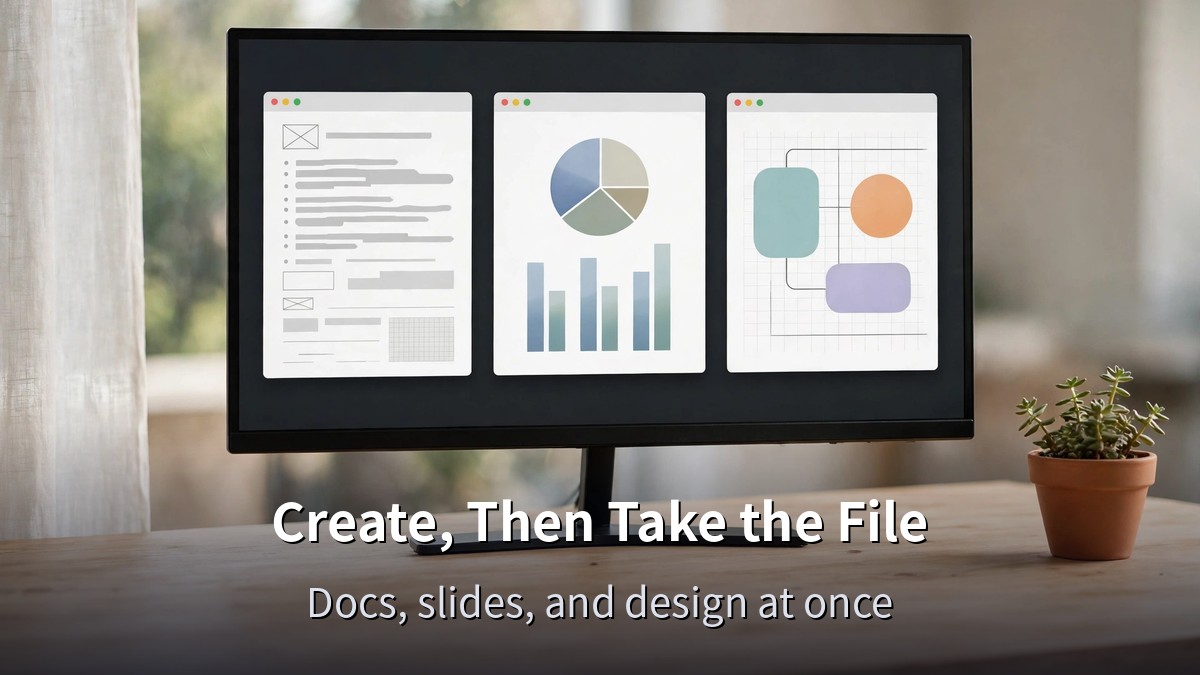 Create, Then Take the File
Docs, slides, and design at once